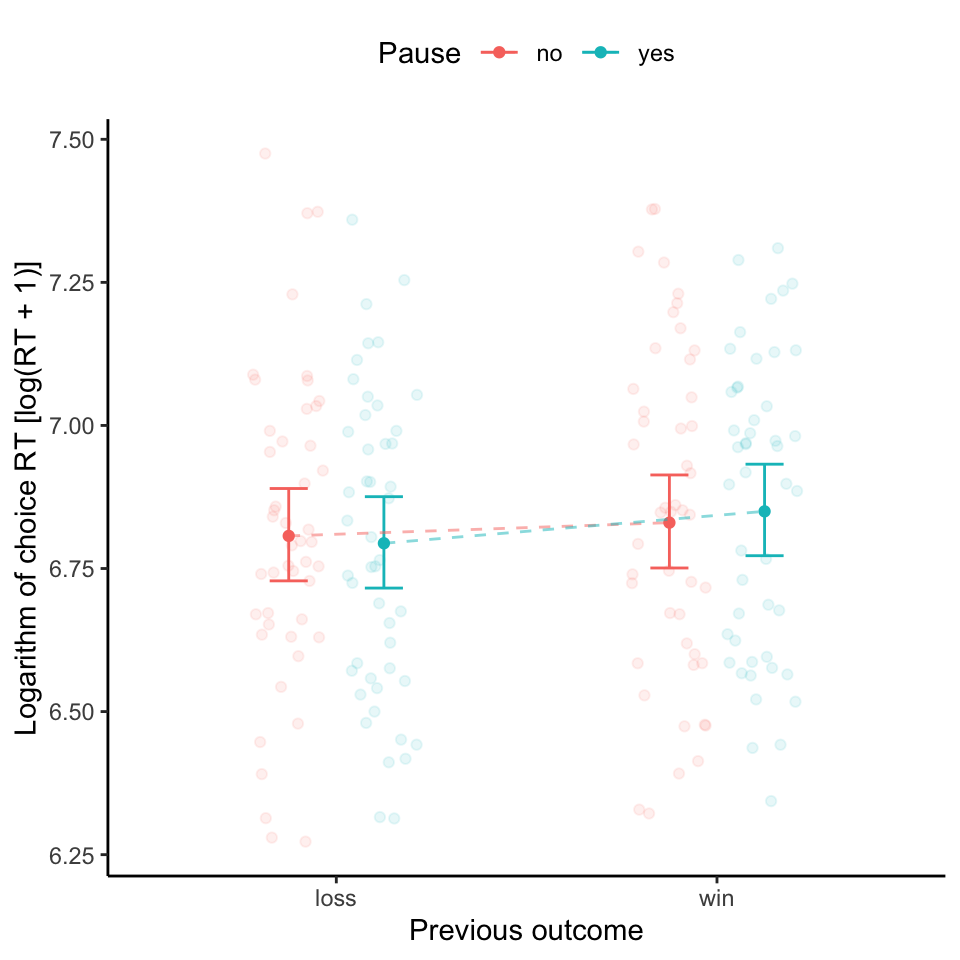 Pause no yes
Logarithm of choice RT [log(RT + 1)]
7.50
7.25
7.00
6.75
6.50
6.25
loss win
Previous outcome